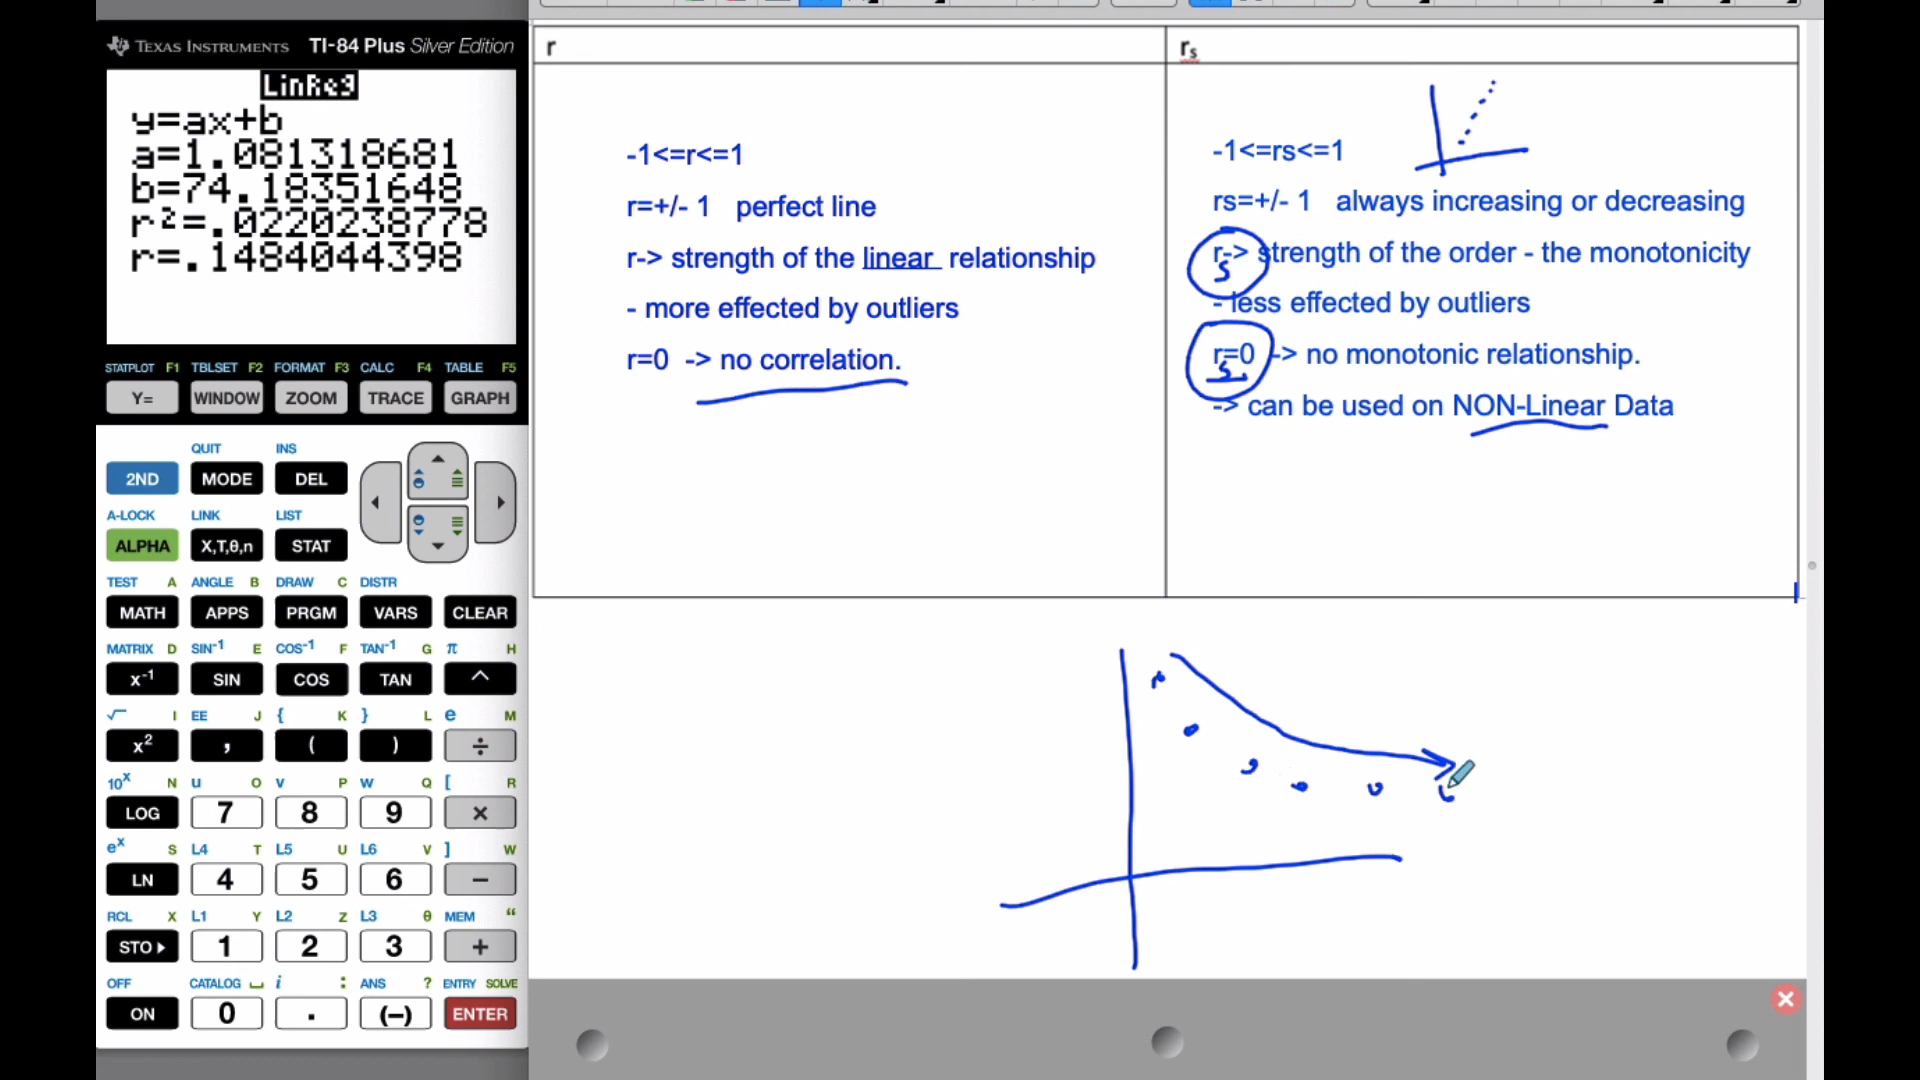 TEXAS INSTRUMENTS TI-84 Plus Silver Edition
LinReg
y=ax+b
a=1.081318681
b=74.18351648
r²=.0220238778
r=.1484044398
STATPLOT F1 TBLSET F2 FORMAT F3 CALC F4 TABLE F5
Y= WINDOW ZOOM TRACE GRAPH
QUIT INS
2ND MODE DEL
A-LOCK LINK LIST
ALPHA X,T,θ,n STAT
TEST A ANGLE B DRAW C DISTR
MATH APPS PRGM VARS CLEAR
MATRIX D SIN⁻¹ E COS⁻¹ F TAN⁻¹ G π H
x⁻¹ SIN COS TAN ^
√ I EE J { K } L e M
x² , ( ) ÷
10ˣ N u O v P w Q [ R
LOG 7 8 9 ×
eˣ S L4 T L5 U L6 V ] W
LN 4 5 6 −
RCL X L1 Y L2 Z L3 θ MEM "
STO▸ 1 2 3 +
OFF CATALOG ⎵ i : ANS ? ENTRY SOLVE
ON 0 . (−) ENTER
r
-1<=r<=1
r=+/- 1 perfect line
r-> strength of the linear relationship
- more effected by outliers
r=0 -> no correlation.
rs
-1<=rs<=1
rs=+/- 1 always increasing or decreasing
r-> strength of the order - the monotonicity
s
- less effected by outliers
r=0 -> no monotonic relationship.
s
-> can be used on NON-Linear Data